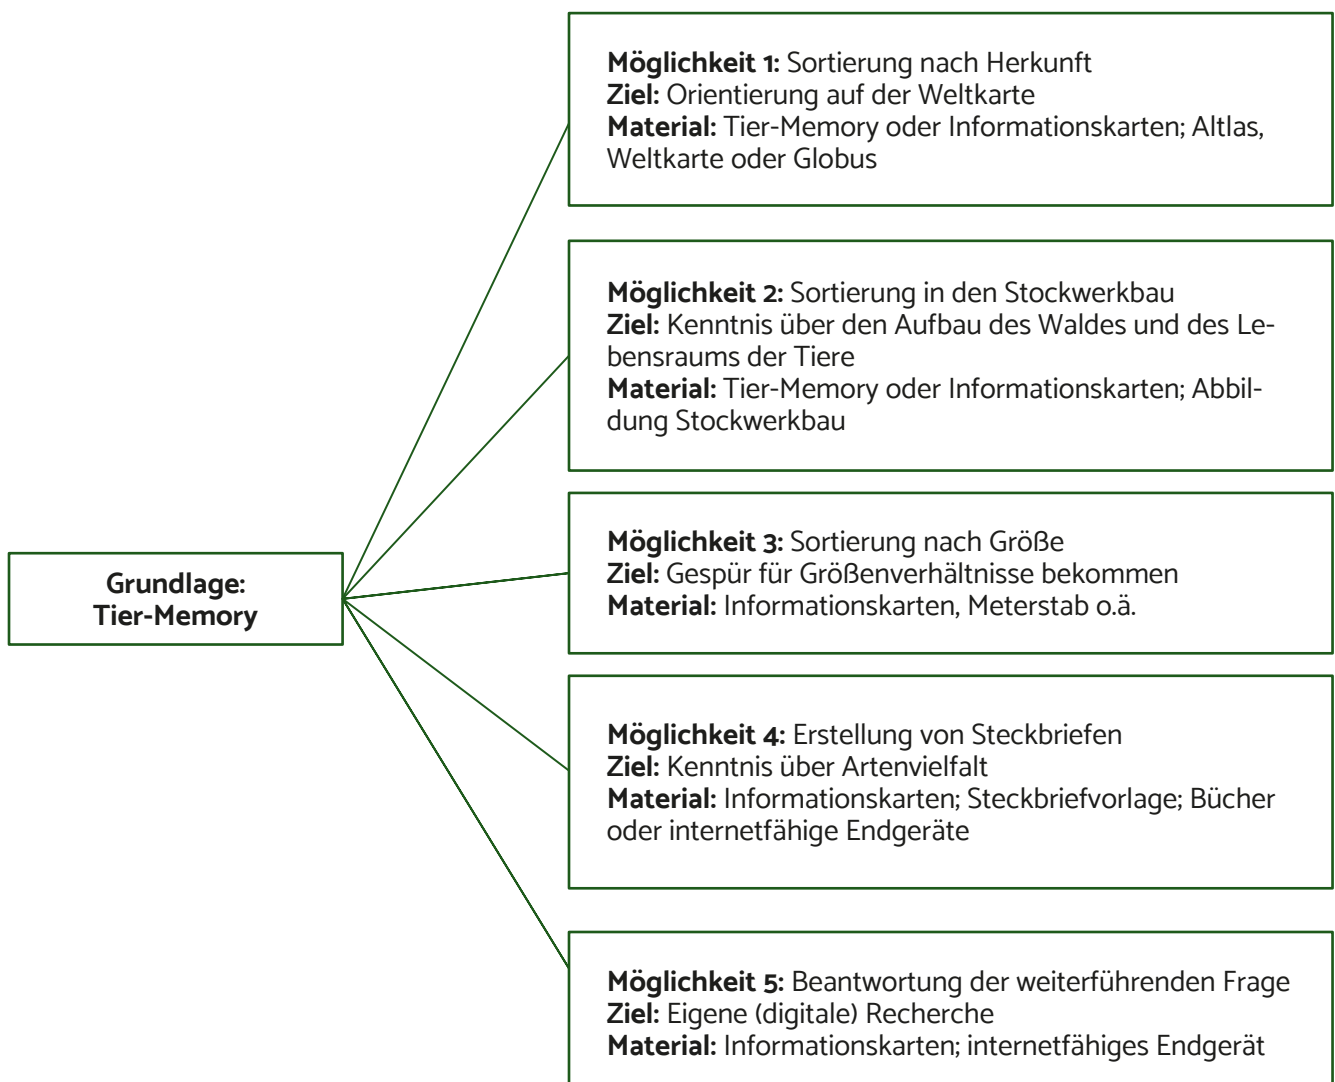 Möglichkeit 1: Sortierung nach Herkunft
Ziel: Orientierung auf der Weltkarte
Material: Tier-Memory oder Informationskarten; Altlas,
Weltkarte oder Globus
Möglichkeit 2: Sortierung in den Stockwerkbau
Ziel: Kenntnis über den Aufbau des Waldes und des Le-
bensraums der Tiere
Material: Tier-Memory oder Informationskarten; Abbil-
dung Stockwerkbau
Grundlage:
Tier-Memory
Möglichkeit 3: Sortierung nach Größe
Ziel: Gespür für Größenverhältnisse bekommen
Material: Informationskarten, Meterstab o.ä.
Möglichkeit 4: Erstellung von Steckbriefen
Ziel: Kenntnis über Artenvielfalt
Material: Informationskarten; Steckbriefvorlage; Bücher
oder internetfähige Endgeräte
Möglichkeit 5: Beantwortung der weiterführenden Frage
Ziel: Eigene (digitale) Recherche
Material: Informationskarten; internetfähiges Endgerät